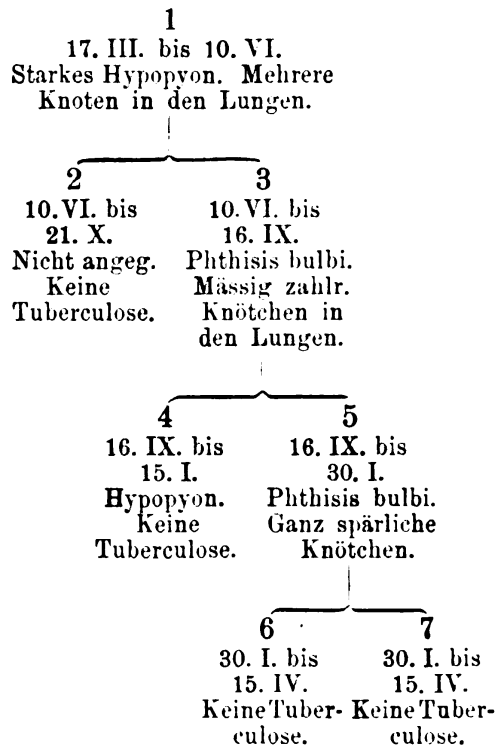 1
17. III. bis 10. VI.
Starkes Hypopyon. Mehrere
Knoten in den Lungen.
2
10. VI. bis
21. X.
Nicht angeg.
Keine
Tuberculose.
3
10. VI. bis
16. IX.
Phthisis bulbi.
Mässig zahlr.
Knötchen in
den Lungen.
4
16. IX. bis
15. I.
Hypopyon.
Keine
Tuberculose.
5
16. IX. bis
30. I.
Phthisis bulbi.
Ganz spärliche
Knötchen.
6
30. I. bis
15. IV.
Keine Tuber-
culose.
7
30. I. bis
15. IV.
Keine Tuber-
culose.